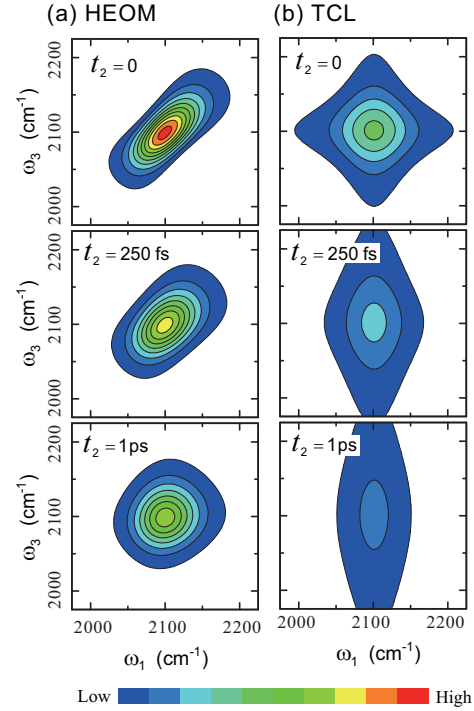 (a) HEOM
(b) TCL
t₂ = 0
t₂ = 0
ω₃ (cm⁻¹)
2200
2100
2000
t₂ = 250 fs
t₂ = 250 fs
ω₃ (cm⁻¹)
2200
2100
2000
t₂ = 1ps
t₂ = 1ps
ω₃ (cm⁻¹)
2200
2100
2000
2000 2100 2200
2000 2100 2200
ω₁ (cm⁻¹)
ω₁ (cm⁻¹)
Low High